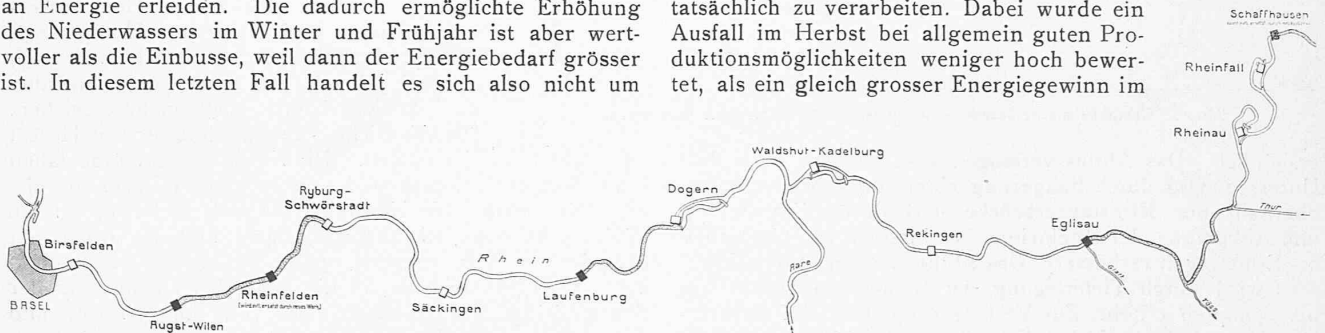 an Energie erleiden. Die dadurch ermöglichte Erhöhung
des Niederwassers im Winter und Frühjahr ist aber wert-
voller als die Einbusse, weil dann der Energiebedarf grösser
ist. In diesem letzten Fall handelt es sich also nicht um
tatsächlich zu verarbeiten. Dabei wurde ein
Ausfall im Herbst bei allgemein guten Pro-
duktionsmöglichkeiten weniger hoch bewer-
tet, als ein gleich grosser Energiegewinn im
Schaffhausen
Rheinfall
Rheinau
Thur
Töss
Glatt
Eglisau
Rekingen
Waldshut-Kadelburg
Aare
Dogern
Laufenburg
Rhein
Säckingen
Ryburg-
Schwörstadt
Rheinfelden
Augst-Wilen
Birsfelden
BASEL